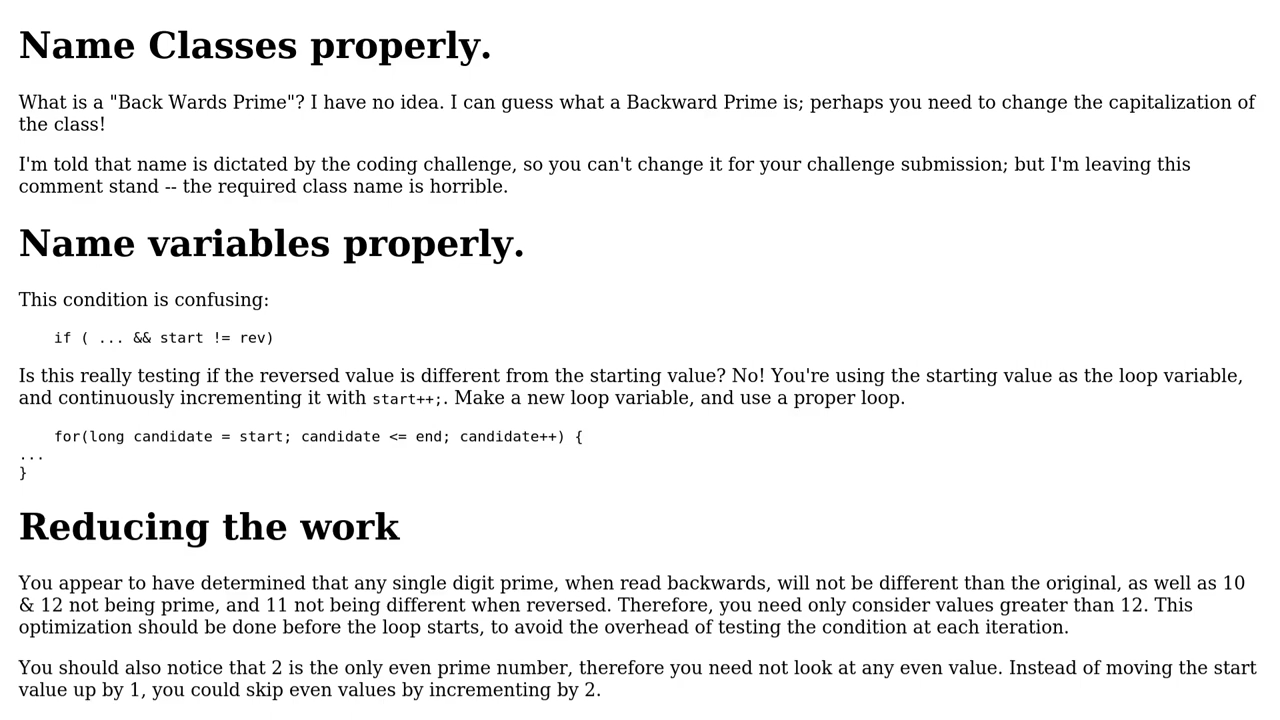 Name Classes properly.
What is a "Back Wards Prime"? I have no idea. I can guess what a Backward Prime is; perhaps you need to change the capitalization of
the class!
I'm told that name is dictated by the coding challenge, so you can't change it for your challenge submission; but I'm leaving this
comment stand -- the required class name is horrible.
Name variables properly.
This condition is confusing:
if ( ... && start != rev)
Is this really testing if the reversed value is different from the starting value? No! You're using the starting value as the loop variable,
and continuously incrementing it with start++;. Make a new loop variable, and use a proper loop.
for(long candidate = start; candidate <= end; candidate++) {
...
}
Reducing the work
You appear to have determined that any single digit prime, when read backwards, will not be different than the original, as well as 10
& 12 not being prime, and 11 not being different when reversed. Therefore, you need only consider values greater than 12. This
optimization should be done before the loop starts, to avoid the overhead of testing the condition at each iteration.
You should also notice that 2 is the only even prime number, therefore you need not look at any even value. Instead of moving the start
value up by 1, you could skip even values by incrementing by 2.